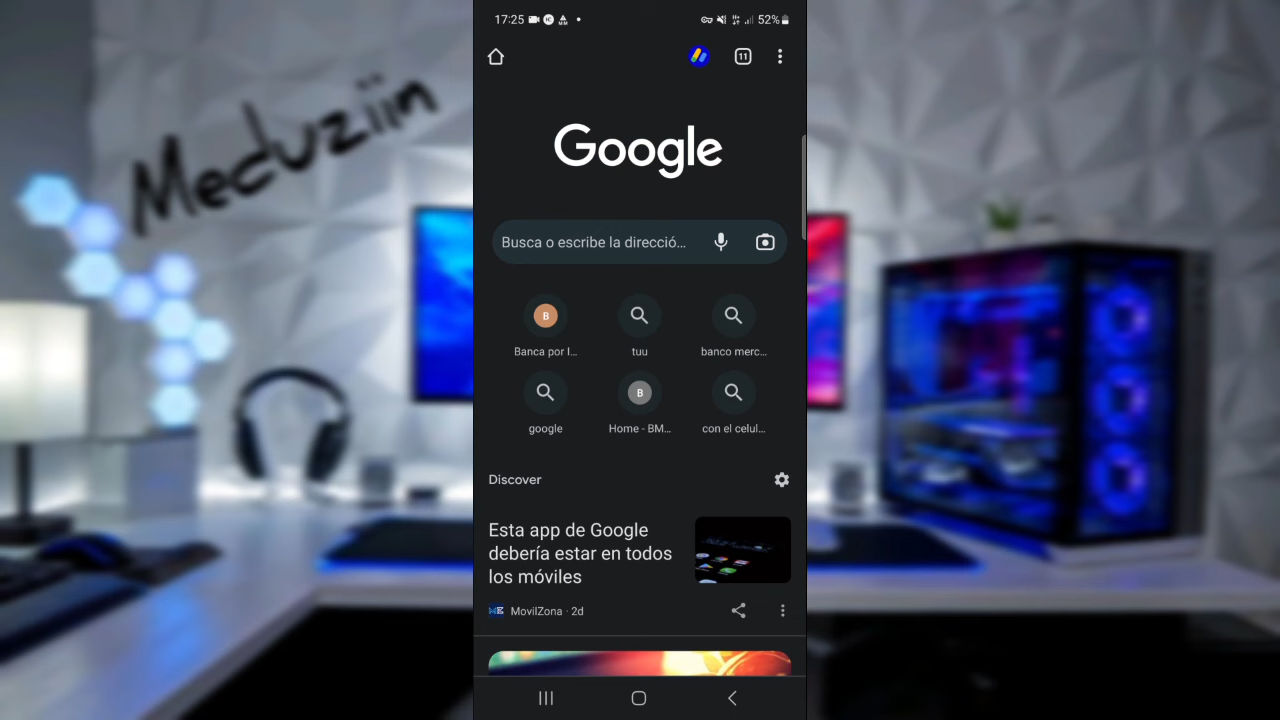 Meduziin
17:25 52%
11
Google
Busca o escribe la direcció...
B
Banca por l... tuu banco merc...
B
google Home - BM... con el celul...
Discover
Esta app de Google
debería estar en todos
los móviles
MovilZona · 2d